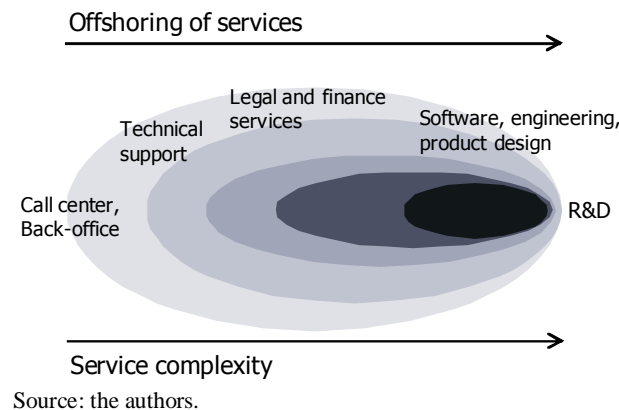 Offshoring of services
Legal and finance
services
Software, engineering,
product design
Technical
support
Call center,
Back-office
R&D
Service complexity
Source: the authors.